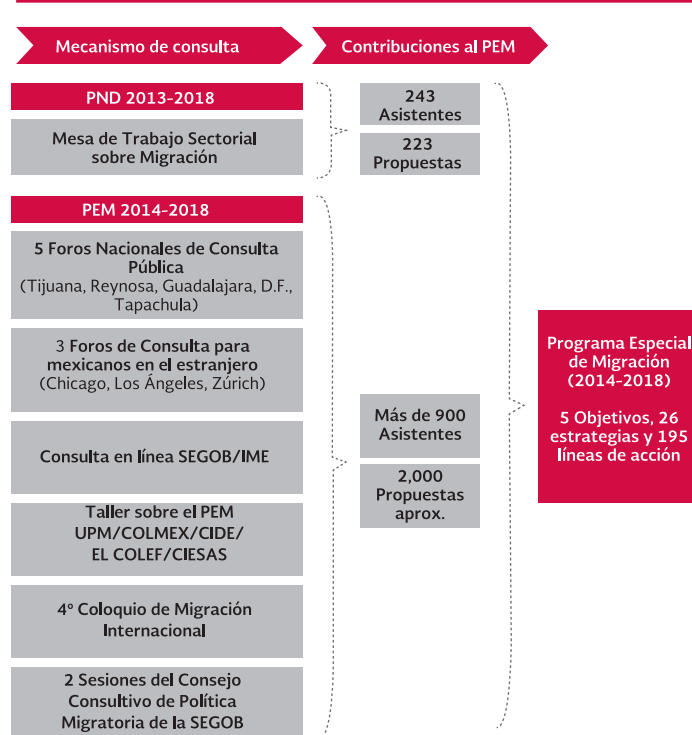 Mecanismo de consulta
Contribuciones al PEM
PND 2013-2018
Mesa de Trabajo Sectorial
sobre Migración
243
Asistentes
223
Propuestas
PEM 2014-2018
5 Foros Nacionales de Consulta
Pública
(Tijuana, Reynosa, Guadalajara, D.F.,
Tapachula)
3 Foros de Consulta para
mexicanos en el estranjero
(Chicago, Los Ángeles, Zúrich)
Consulta en línea SEGOB/IME
Taller sobre el PEM
UPM/COLMEX/CIDE/
EL COLEF/CIESAS
4º Coloquio de Migración
Internacional
2 Sesiones del Consejo
Consultivo de Política
Migratoria de la SEGOB
Más de 900
Asistentes
2,000
Propuestas
aprox.
Programa Especial
de Migración
(2014-2018)
5 Objetivos, 26
estrategias y 195
líneas de acción